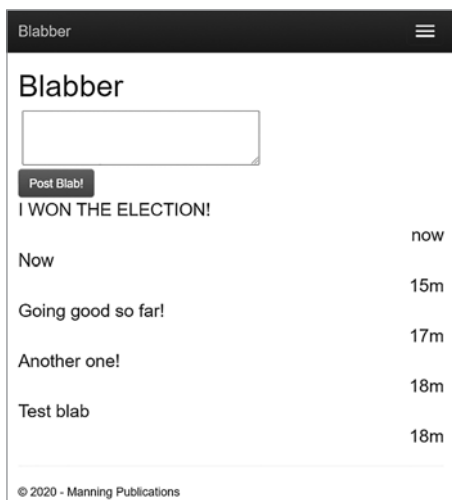 Blabber
Blabber
Post Blab!
I WON THE ELECTION!
now
Now
15m
Going good so far!
17m
Another one!
18m
Test blab
18m
© 2020 - Manning Publications